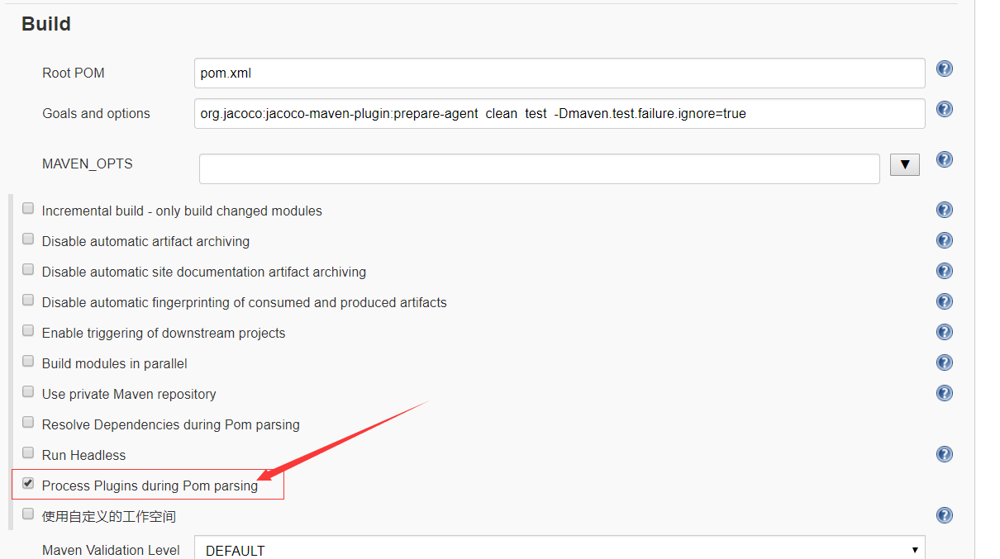 Build
Root POM
pom.xml
Goals and options
org.jacoco:jacoco-maven-plugin:prepare-agent clean test -Dmaven.test.failure.ignore=true
MAVEN_OPTS
Incremental build - only build changed modules
Disable automatic artifact archiving
Disable automatic site documentation artifact archiving
Disable automatic fingerprinting of consumed and produced artifacts
Enable triggering of downstream projects
Build modules in parallel
Use private Maven repository
Resolve Dependencies during Pom parsing
Run Headless
Process Plugins during Pom parsing
使用自定义的工作空间
Maven Validation Level
DEFAULT